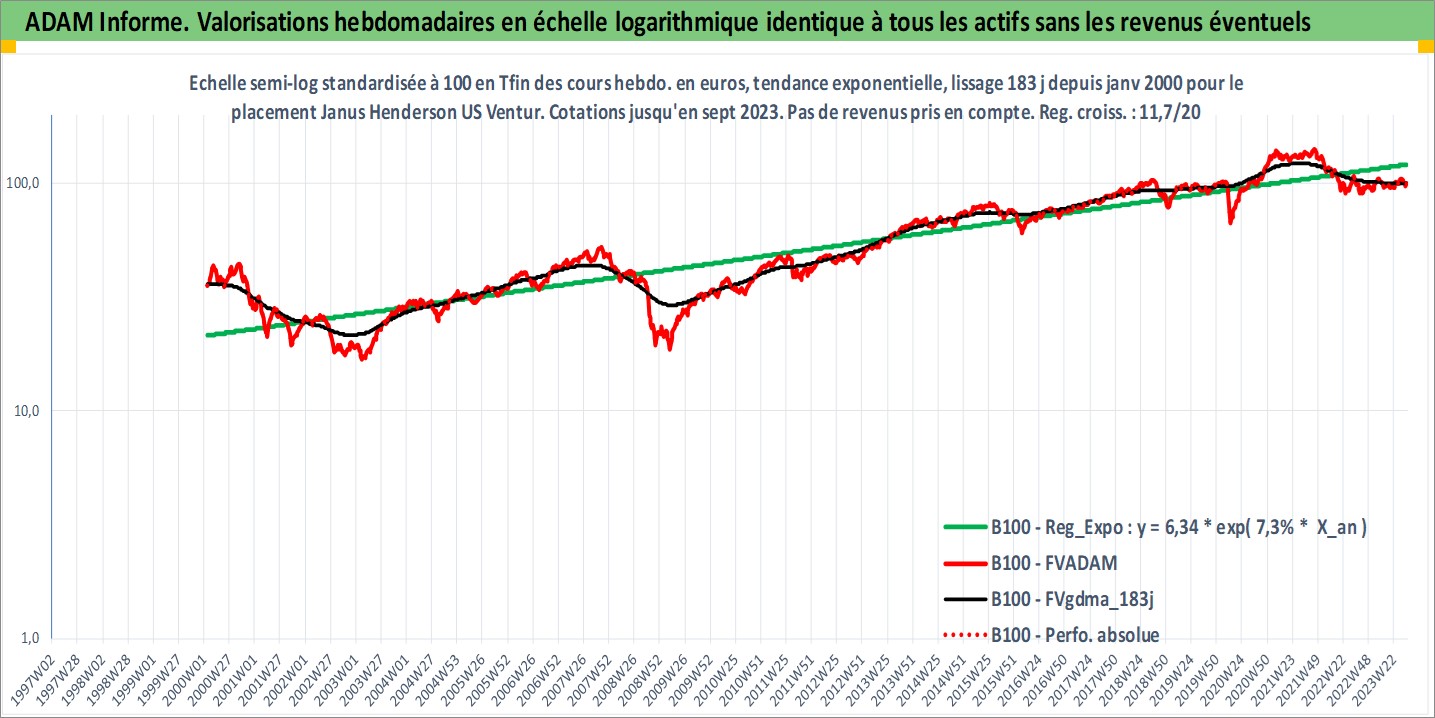 ADAM Informe. Valorisations hebdomadaires en échelle logarithmique identique à tous les actifs sans les revenus éventuels
Echelle semi-log standardisée à 100 en Tfin des cours hebdo. en euros, tendance exponentielle, lissage 183 j depuis janv 2000 pour le
placement Janus Henderson US Ventur. Cotations jusqu'en sept 2023. Pas de revenus pris en compte. Reg. croiss. : 11,7/20
100,0
10,0
1,0
B100 - Reg_Expo : y = 6,34 * exp( 7,3% * X_an )
B100 - FVADAM
B100 - FVgdma_183j
B100 - Perfo. absolue
1997W02
1997W28
1998W02
1998W28
1999W01
1999W27
2000W01
2000W27
2001W01
2001W27
2002W01
2002W27
2003W01
2003W27
2004W01
2004W27
2004W53
2005W26
2005W52
2006W26
2006W52
2007W26
2007W52
2008W26
2008W52
2009W26
2009W52
2010W25
2010W51
2011W25
2011W51
2012W25
2012W51
2013W25
2013W51
2014W25
2014W51
2015W25
2015W51
2016W24
2016W50
2017W24
2017W50
2018W24
2018W50
2019W24
2019W50
2020W24
2020W50
2021W23
2021W49
2022W22
2022W48
2023W22